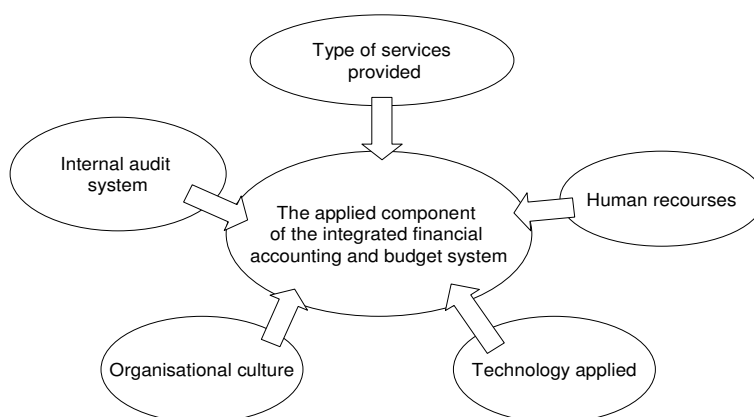 Type of services
provided
Internal audit
system
Human recourses
The applied component
of the integrated financial
accounting and budget system
Organisational culture
Technology applied